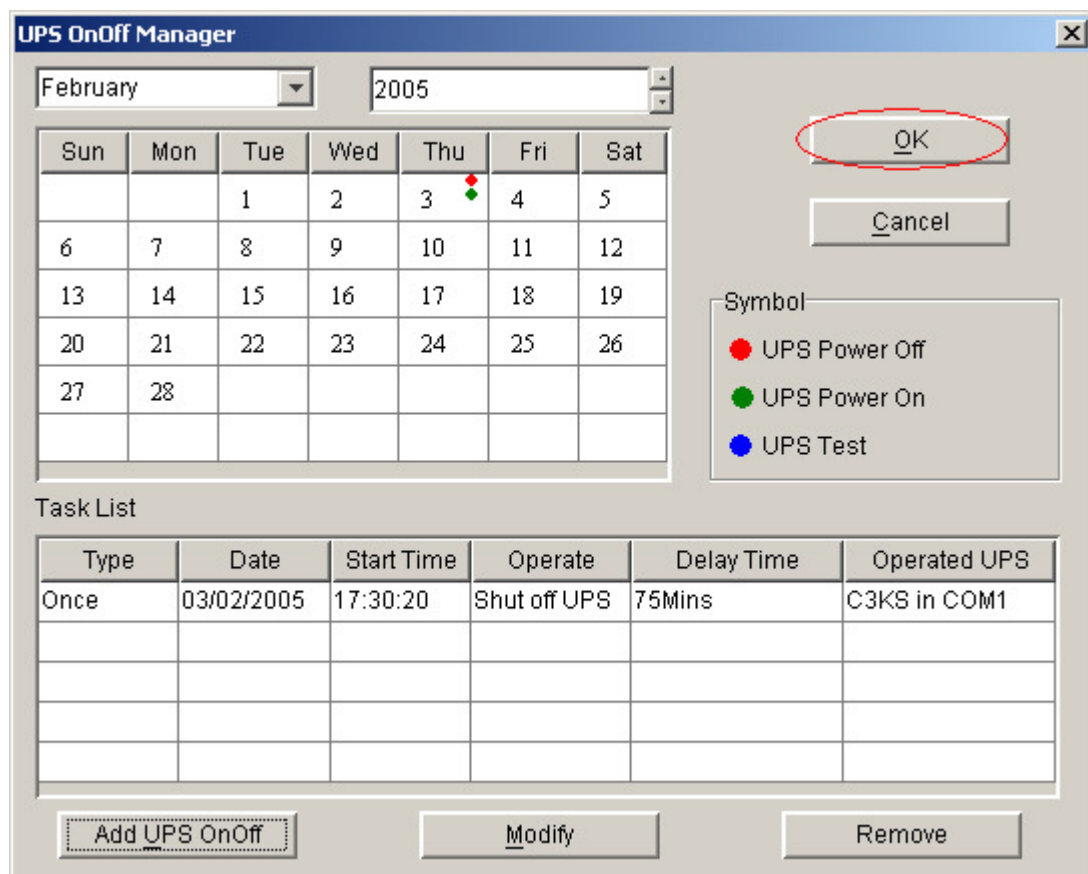 UPS OnOff Manager
February 2005
OK
Sun Mon Tue Wed Thu Fri Sat
1 2 3 4 5
6 7 8 9 10 11 12
13 14 15 16 17 18 19
20 21 22 23 24 25 26
27 28
Cancel
Symbol
UPS Power Off
UPS Power On
UPS Test
Task List
Type Date Start Time Operate Delay Time Operated UPS
Once 03/02/2005 17:30:20 Shut off UPS 75Mins C3KS in COM1
Add UPS OnOff Modify Remove